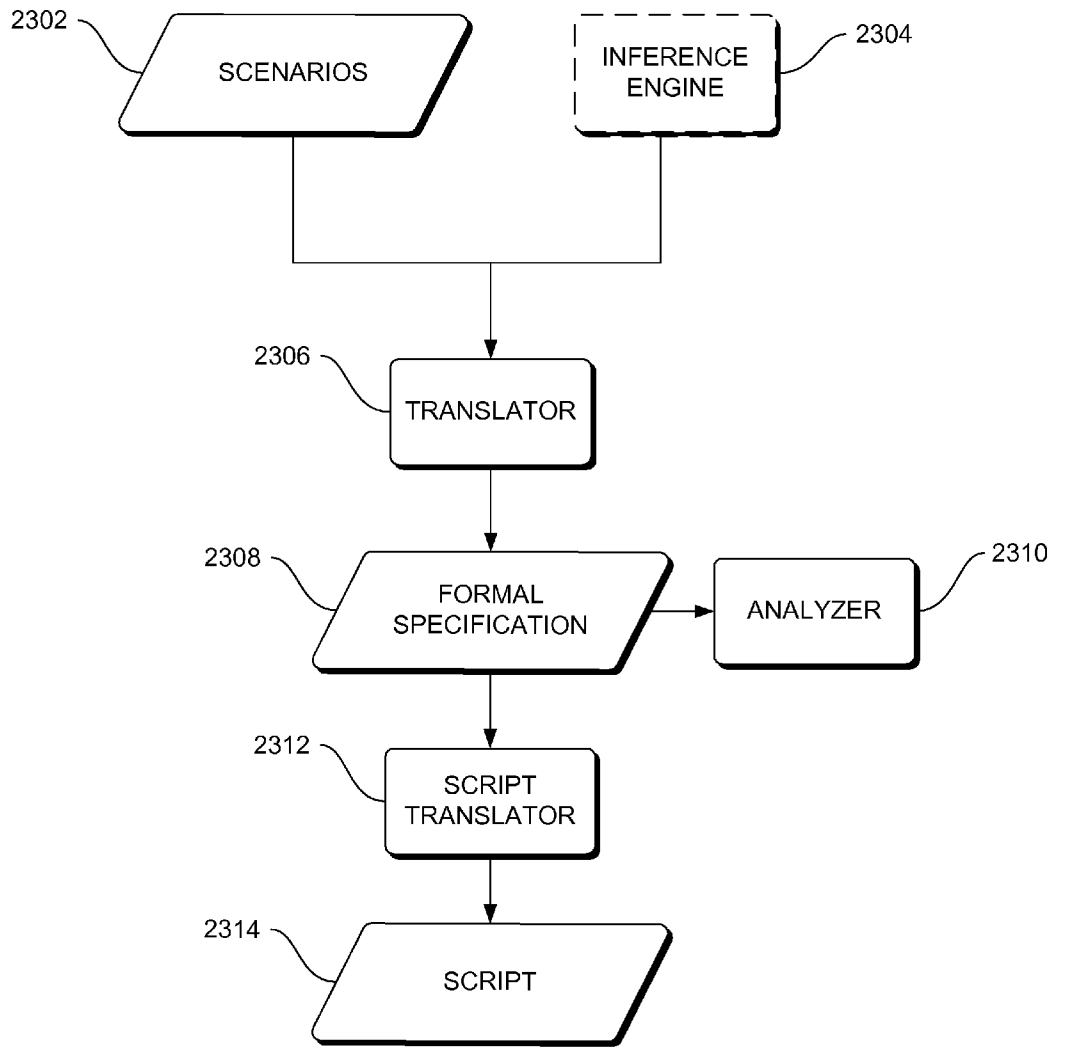 2302
SCENARIOS
INFERENCE
ENGINE
2304
2306
TRANSLATOR
2308
FORMAL
SPECIFICATION
ANALYZER
2310
2312
SCRIPT
TRANSLATOR
2314
SCRIPT